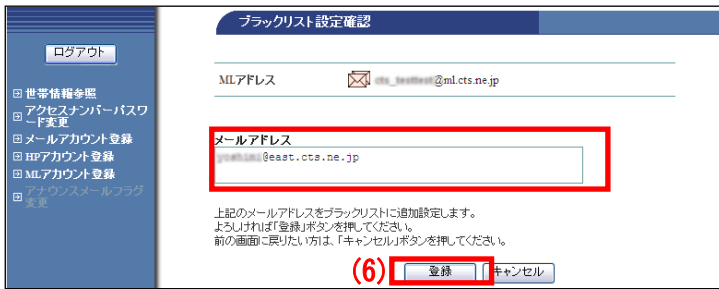 ブラックリスト設定確認
ログアウト
世帯情報参照
アクセスナンバーパスワ
ード変更
メールアカウント登録
HPアカウント登録
MLアカウント登録
アナウンスメールフラグ
変更
MLアドレス @ml.cts.ne.jp
メールアドレス
@east.cts.ne.jp
上記のメールアドレスをブラックリストに追加設定します。
よろしければ「登録」ボタンを押してください。
前の画面に戻りたい方は、「キャンセル」ボタンを押してください。
(6) 登録 キャンセル